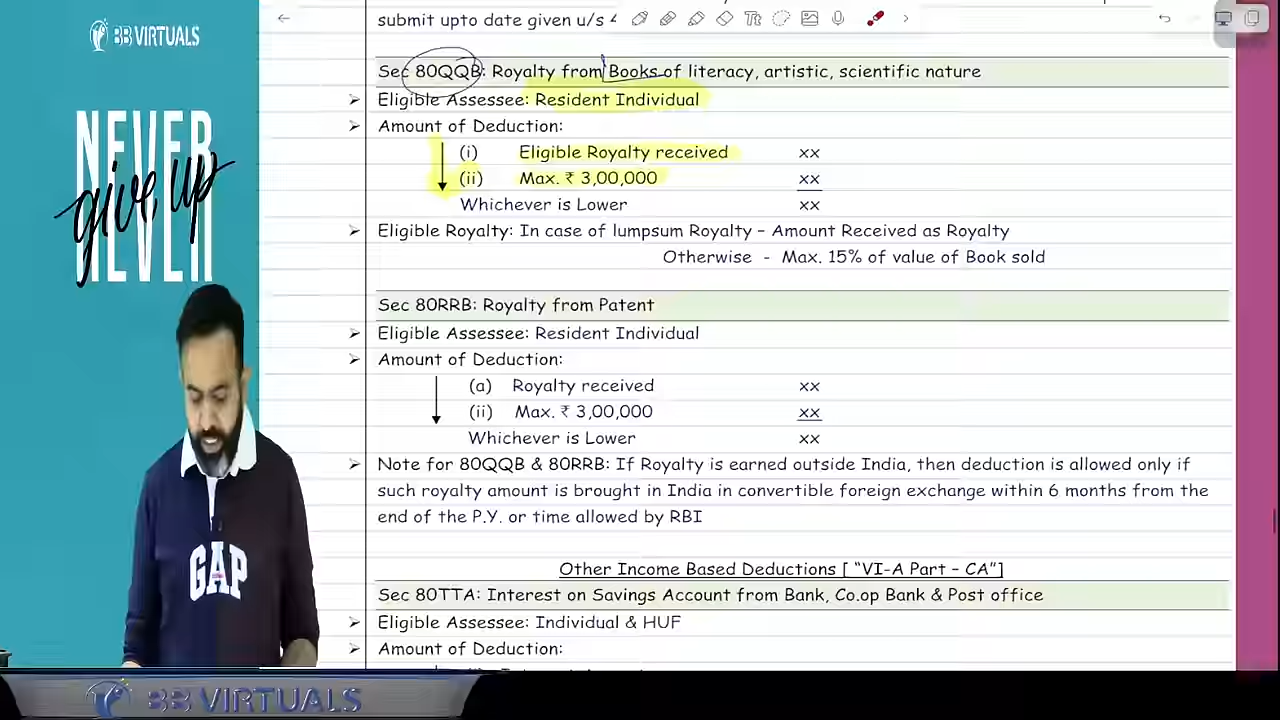 submit upto date given u/s 4
BB VIRTUALS
Sec 80QQB: Royalty from Books of literacy, artistic, scientific nature
Eligible Assessee: Resident Individual
Amount of Deduction:
(i) Eligible Royalty received xx
(ii) Max. ₹ 3,00,000 xx
Whichever is Lower xx
Eligible Royalty: In case of lumpsum Royalty – Amount Received as Royalty
Otherwise - Max. 15% of value of Book sold
Sec 80RRB: Royalty from Patent
Eligible Assessee: Resident Individual
Amount of Deduction:
(a) Royalty received xx
(ii) Max. ₹ 3,00,000 xx
Whichever is Lower xx
Note for 80QQB & 80RRB: If Royalty is earned outside India, then deduction is allowed only if
such royalty amount is brought in India in convertible foreign exchange within 6 months from the
end of the P.Y. or time allowed by RBI
Other Income Based Deductions [ “VI-A Part – CA”]
Sec 80TTA: Interest on Savings Account from Bank, Co.op Bank & Post office
Eligible Assessee: Individual & HUF
Amount of Deduction:
NEVER
give up
NEVER
GAP
BB VIRTUALS